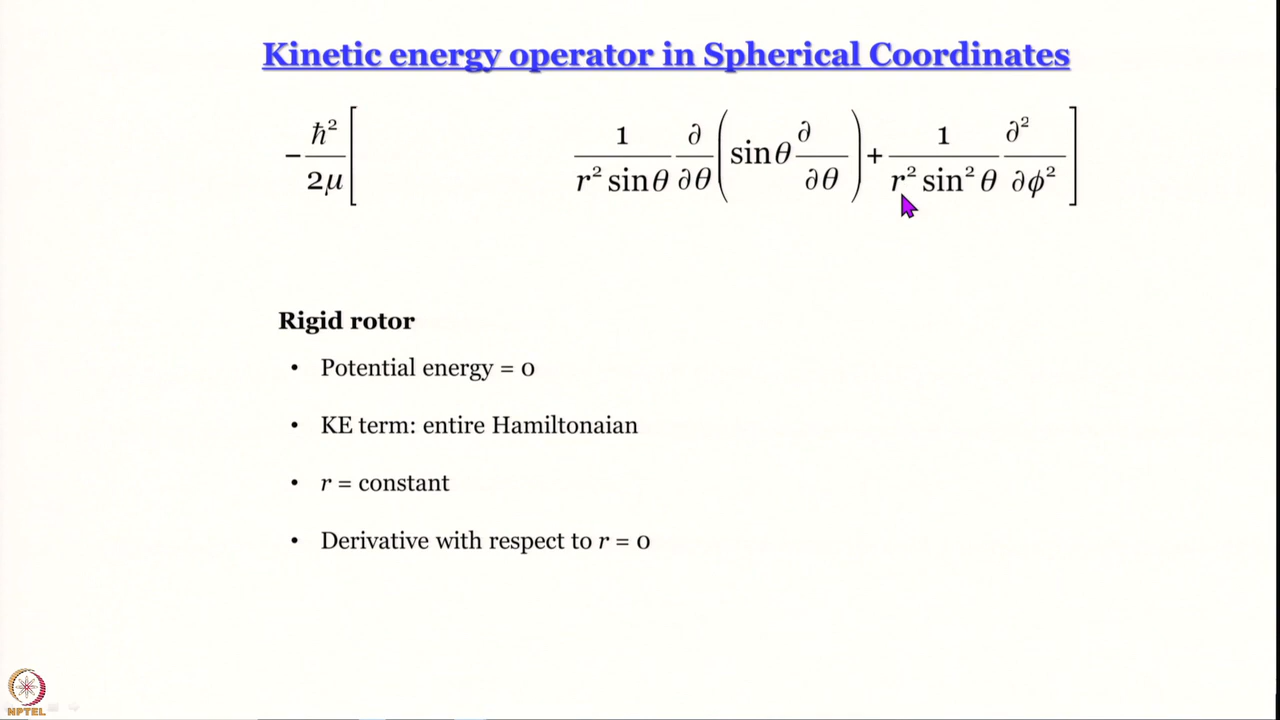 Kinetic energy operator in Spherical Coordinates
−ħ²/2μ [ 1/(r² sinθ) ∂/∂θ ( sinθ ∂/∂θ ) + 1/(r² sin² θ) ∂²/∂ϕ² ]
Rigid rotor
• Potential energy = 0
• KE term: entire Hamiltonaian
• r = constant
• Derivative with respect to r = 0
NPTEL